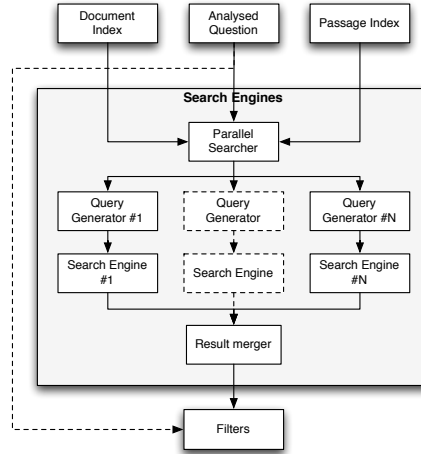 Document
Index
Analysed
Question
Passage Index
Search Engines
Parallel
Searcher
Query
Generator #1
Query
Generator
Query
Generator #N
Search Engine
#1
Search Engine
Search Engine
#N
Result merger
Filters